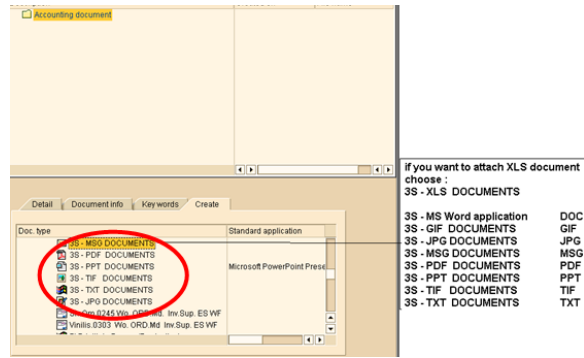 Accounting document
Detail Document info Key words Create
Doc. type Standard application
3S - MSG DOCUMENTS
3S - PDF DOCUMENTS
3S - PPT DOCUMENTS Microsoft PowerPoint Prese
3S - TIF DOCUMENTS
3S - TXT DOCUMENTS
3S - JPG DOCUMENTS
0245 Wo. ORD.Md. Inv.Sup. ES WF
Vinilis.0303 Wo. ORD.Md Inv.Sup. ES WF
if you want to attach XLS document
choose :
3S - XLS DOCUMENTS
3S - MS Word application DOC
3S - GIF DOCUMENTS GIF
3S - JPG DOCUMENTS JPG
3S - MSG DOCUMENTS MSG
3S - PDF DOCUMENTS PDF
3S - PPT DOCUMENTS PPT
3S - TIF DOCUMENTS TIF
3S - TXT DOCUMENTS TXT